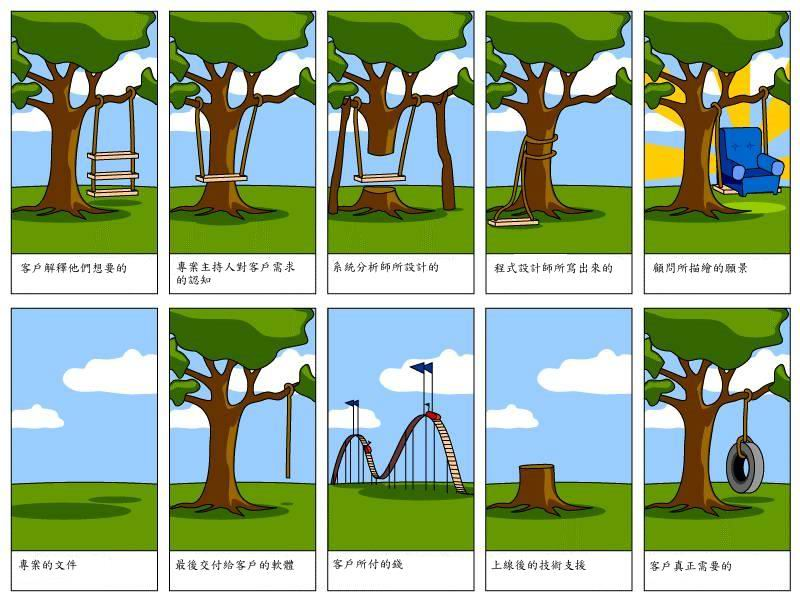 客戶解釋他們想要的
專案主持人對客戶需求
的認知
系統分析師所設計的
程式設計師所寫出來的
顧問所描繪的願景
專案的文件
最後交付給客戶的軟體
客戶所付的錢
上線後的技術支援
客戶真正需要的